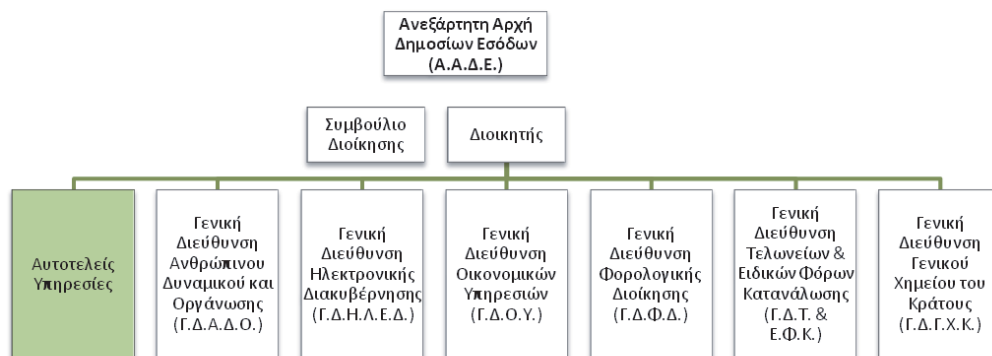 Ανεξάρτητη Αρχή
Δημοσίων Εσόδων
(Α.Α.Δ.Ε.)
Συμβούλιο
Διοίκησης
Διοικητής
Αυτοτελείς
Υπηρεσίες
Γενική
Διεύθυνση
Ανθρώπινου
Δυναμικού και
Οργάνωσης
(Γ.Δ.Α.Δ.Ο.)
Γενική
Διεύθυνση
Ηλεκτρονικής
Διακυβέρνησης
(Γ.Δ.Η.Λ.Ε.Δ.)
Γενική
Διεύθυνση
Οικονομικών
Υπηρεσιών
(Γ.Δ.Ο.Υ.)
Γενική
Διεύθυνση
Φορολογικής
Διοίκησης
(Γ.Δ.Φ.Δ.)
Γενική
Διεύθυνση
Τελωνείων &
Ειδικών Φόρων
Κατανάλωσης
(Γ.Δ.Τ. &
Ε.Φ.Κ.)
Γενική
Διεύθυνση
Γενικού
Χημείου του
Κράτους
(Γ.Δ.Γ.Χ.Κ.)